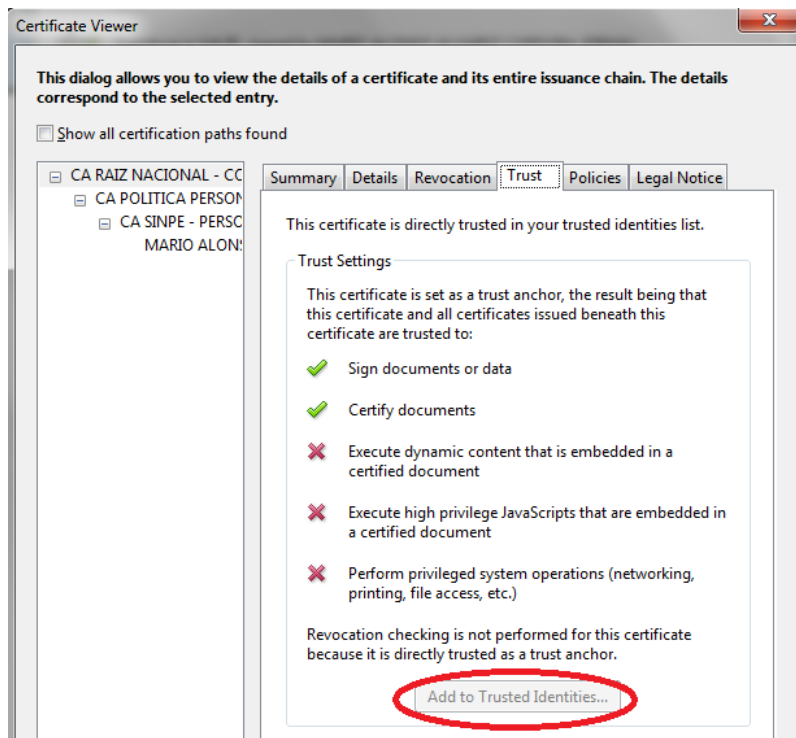 Certificate Viewer
This dialog allows you to view the details of a certificate and its entire issuance chain. The details
correspond to the selected entry.
Show all certification paths found
CA RAIZ NACIONAL - CC
CA POLITICA PERSON
CA SINPE - PERSC
MARIO ALON
Summary Details Revocation Trust Policies Legal Notice
This certificate is directly trusted in your trusted identities list.
Trust Settings
This certificate is set as a trust anchor, the result being that
this certificate and all certificates issued beneath this
certificate are trusted to:
Sign documents or data
Certify documents
Execute dynamic content that is embedded in a
certified document
Execute high privilege JavaScripts that are embedded in
a certified document
Perform privileged system operations (networking,
printing, file access, etc.)
Revocation checking is not performed for this certificate
because it is directly trusted as a trust anchor.
Add to Trusted Identities...